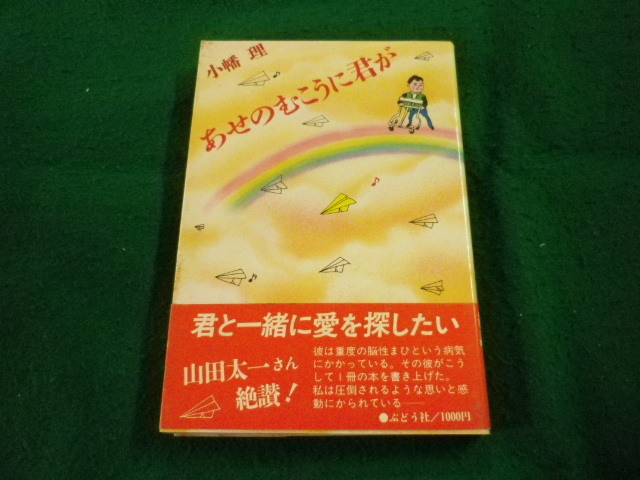 小幡 理
あせのむこうに君が
君と一緒に愛を探したい
山田太一さん
絶讃!
彼は重度の脳性まひという病気
にかかっている。その彼がこう
して1冊の本を書き上げた。
私は圧倒されるような思いと感
動にかられている——
●ぶどう社/1000円